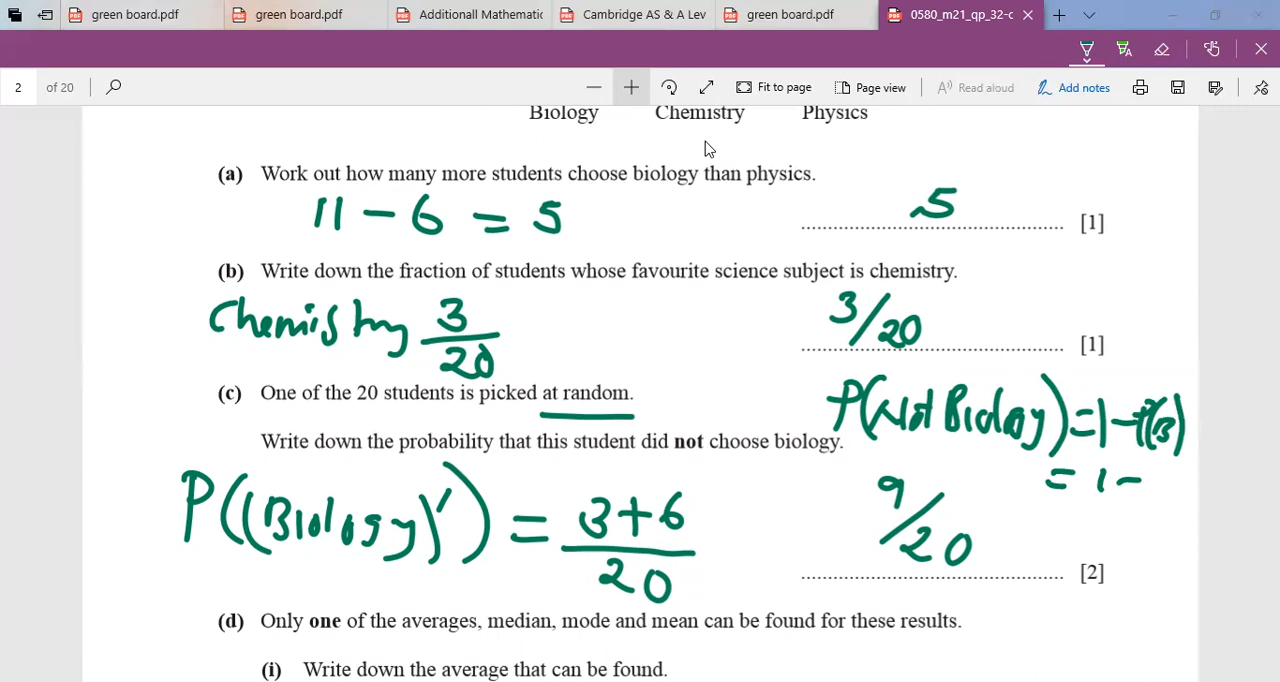 green board.pdf green board.pdf Additionall Mathematic Cambridge AS & A Lev green board.pdf 0580_m21_qp_32-c
2 of 20 Fit to page Page view Read aloud Add notes
Biology Chemistry Physics
(a) Work out how many more students choose biology than physics.
11 - 6 = 5
5
.............................................. [1]
(b) Write down the fraction of students whose favourite science subject is chemistry.
Chemistry 3/20
3/20
.............................................. [1]
(c) One of the 20 students is picked at random.
P(Not Biology) = 1 - P(B)
Write down the probability that this student did not choose biology.
= 1 -
P((Biology)') = 3+6/20
9/20
.............................................. [2]
(d) Only one of the averages, median, mode and mean can be found for these results.
(i) Write down the average that can be found.